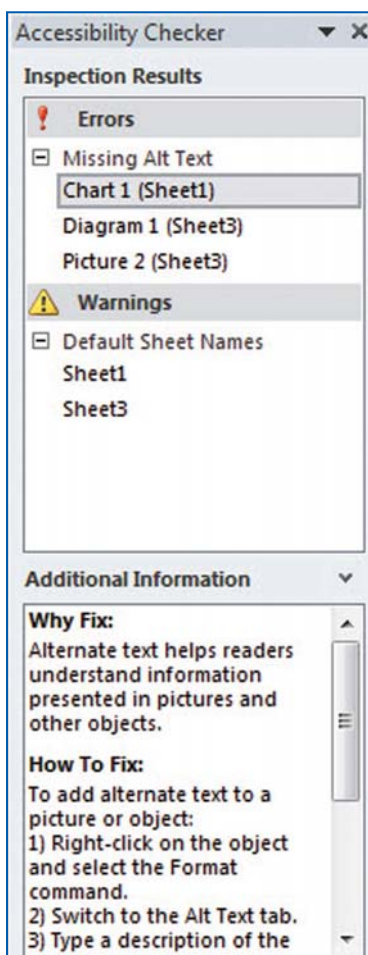 Accessibility Checker
Inspection Results
Errors
Missing Alt Text
Chart 1 (Sheet1)
Diagram 1 (Sheet3)
Picture 2 (Sheet3)
Warnings
Default Sheet Names
Sheet1
Sheet3
Additional Information
Why Fix:
Alternate text helps readers
understand information
presented in pictures and
other objects.
How To Fix:
To add alternate text to a
picture or object:
1) Right-click on the object
and select the Format
command.
2) Switch to the Alt Text tab.
3) Type a description of the